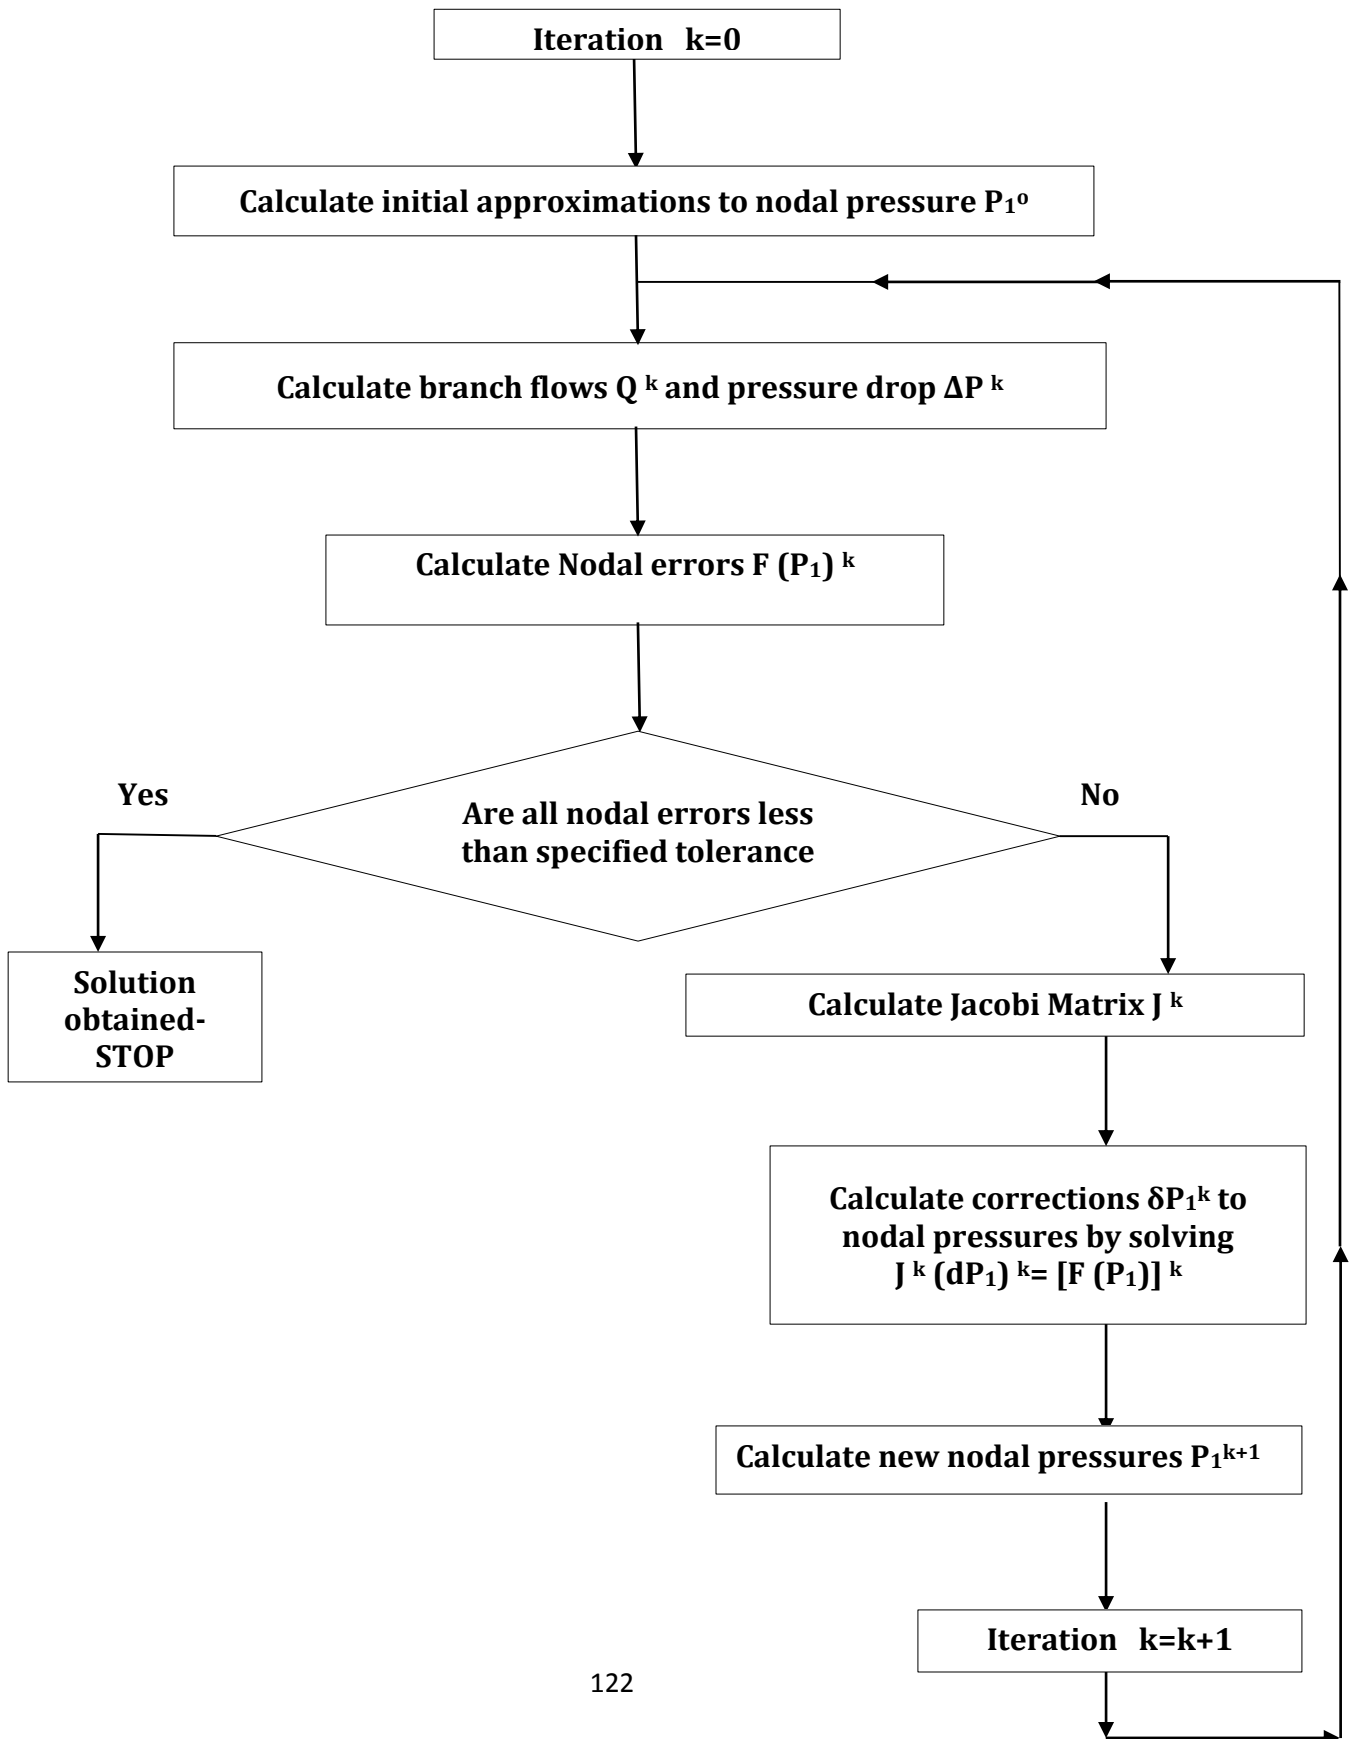 Iteration k=0
Calculate initial approximations to nodal pressure P₁⁰
Calculate branch flows Q ᵏ and pressure drop ΔP ᵏ
Calculate Nodal errors F (P₁) ᵏ
Yes
No
Are all nodal errors less
than specified tolerance
Solution
obtained-
STOP
Calculate Jacobi Matrix J ᵏ
Calculate corrections δP₁ᵏ to
nodal pressures by solving
J ᵏ (dP₁) ᵏ= [F (P₁)] ᵏ
Calculate new nodal pressures P₁ᵏ⁺¹
Iteration k=k+1
122